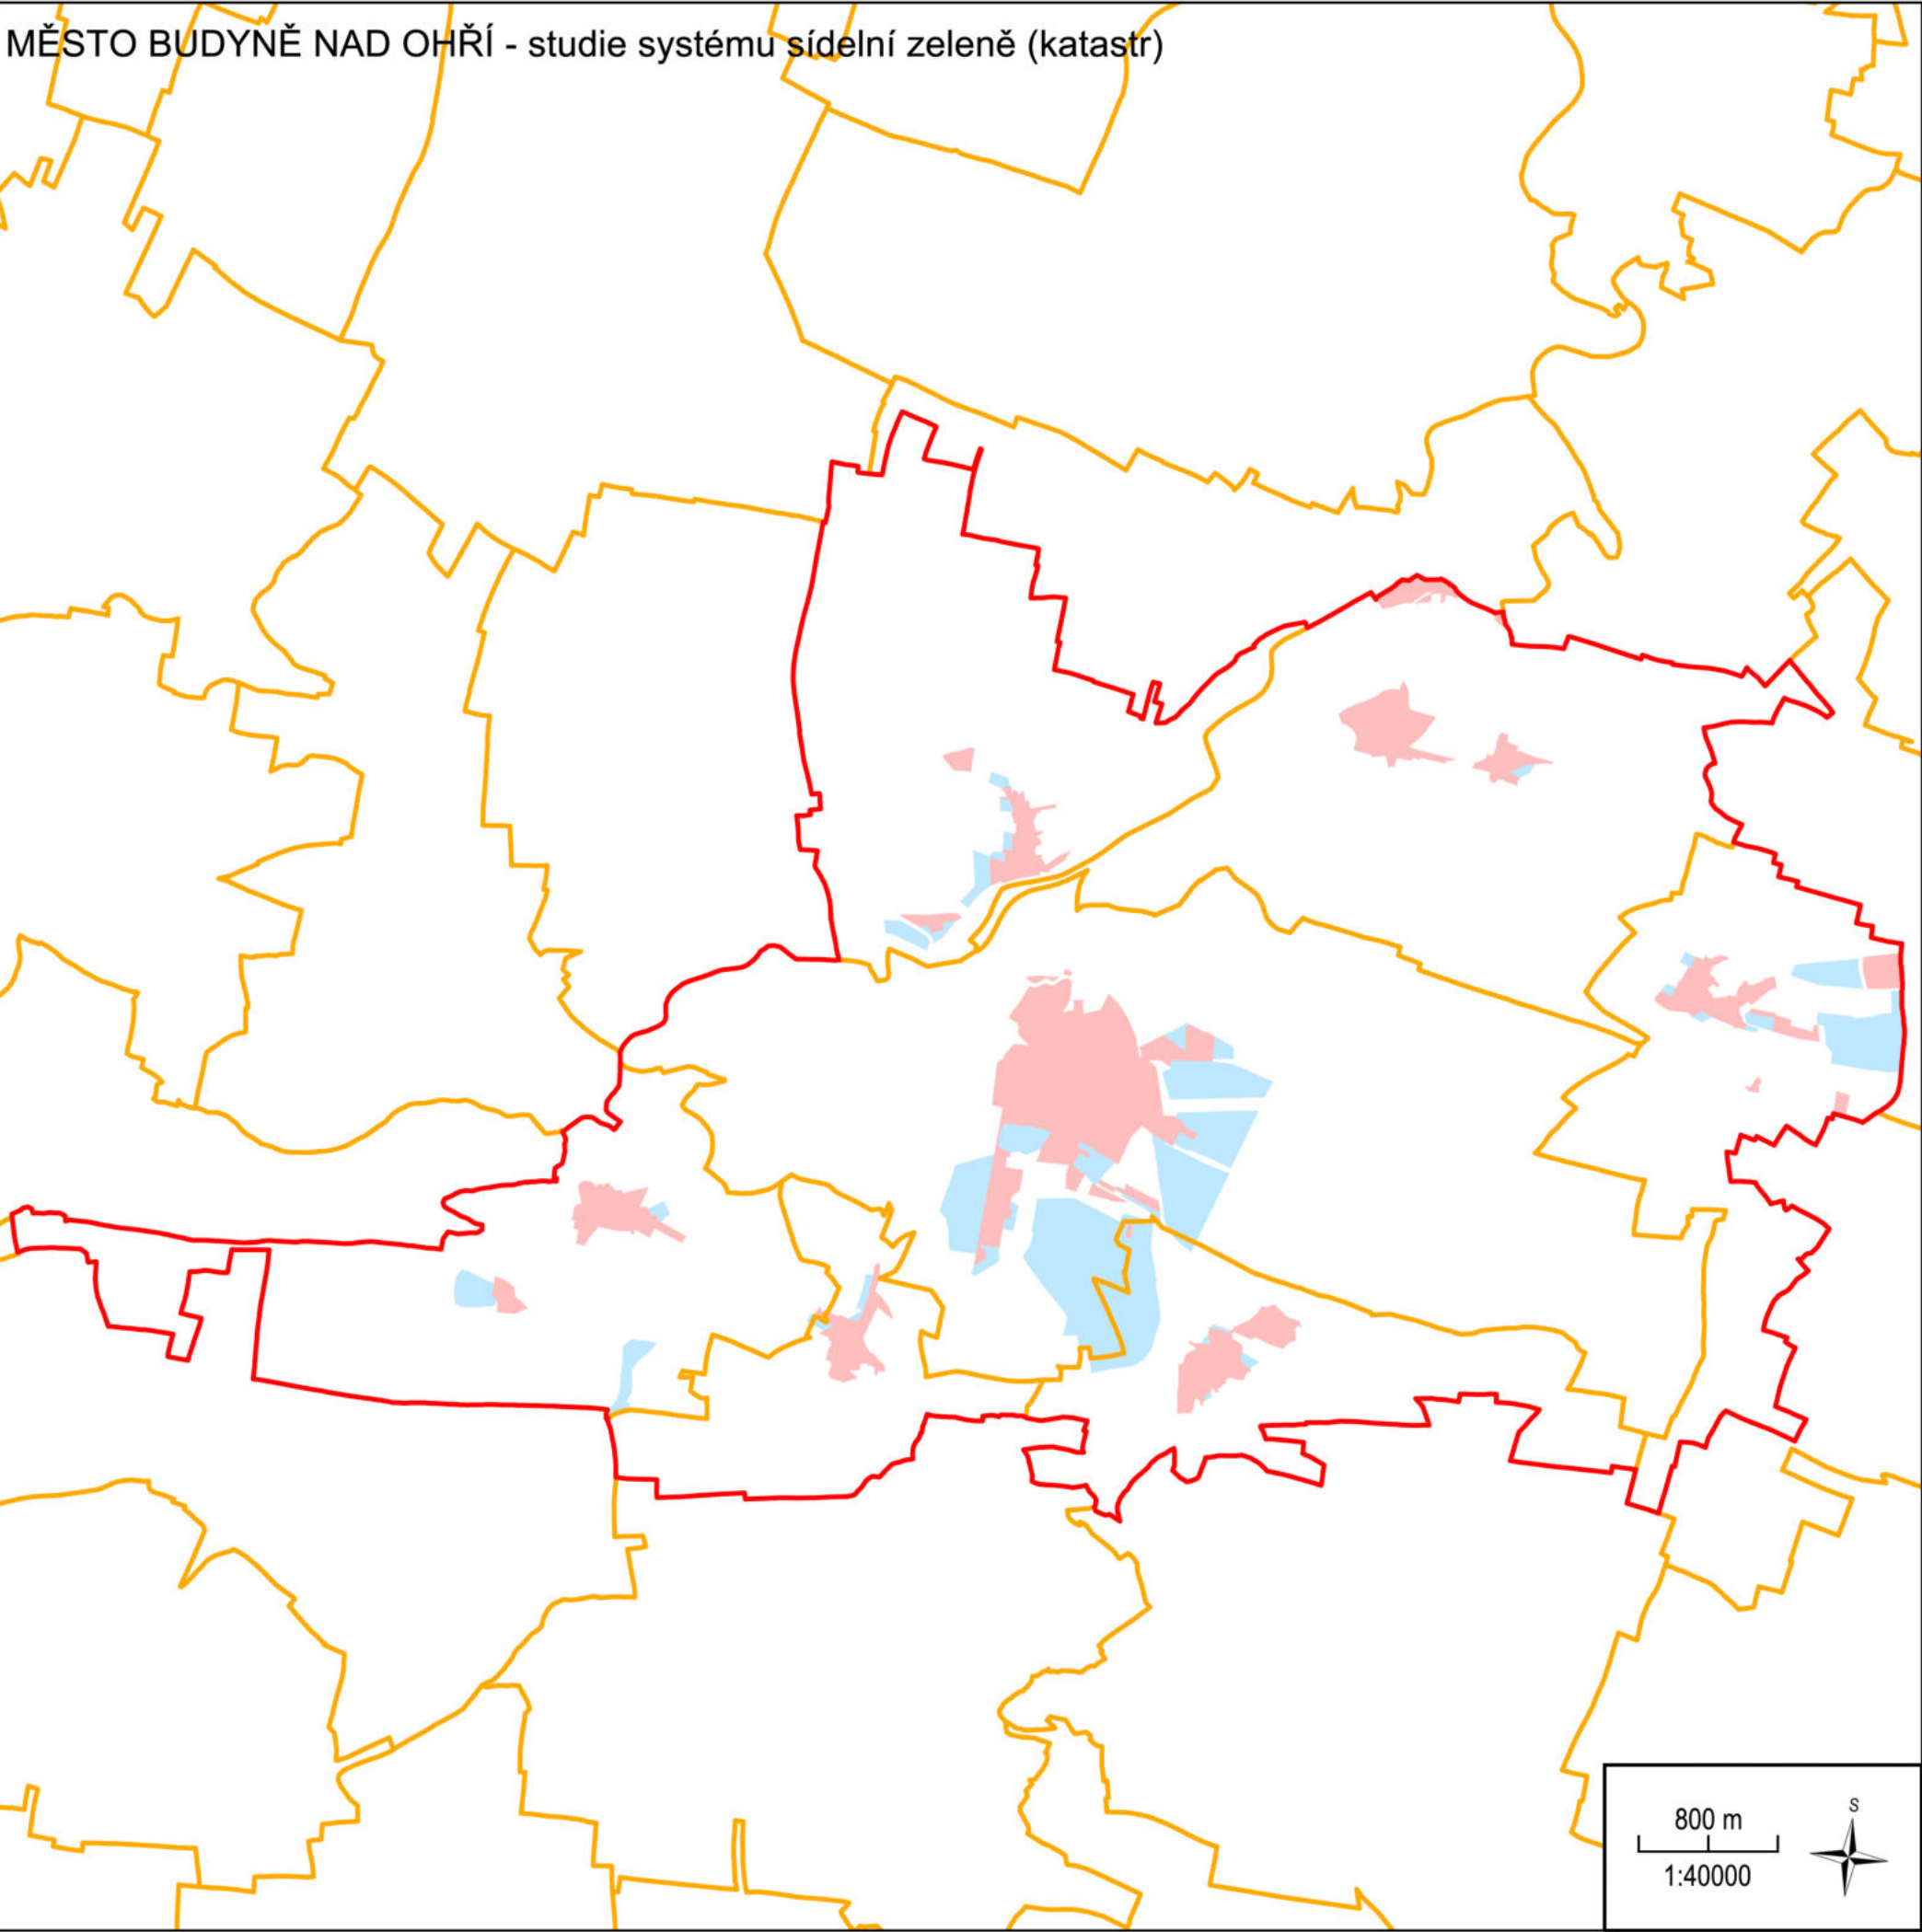 MĚSTO BUDYNĚ NAD OHŘÍ - studie systému sídelní zeleně (katastr)
S
800 m
1:40000